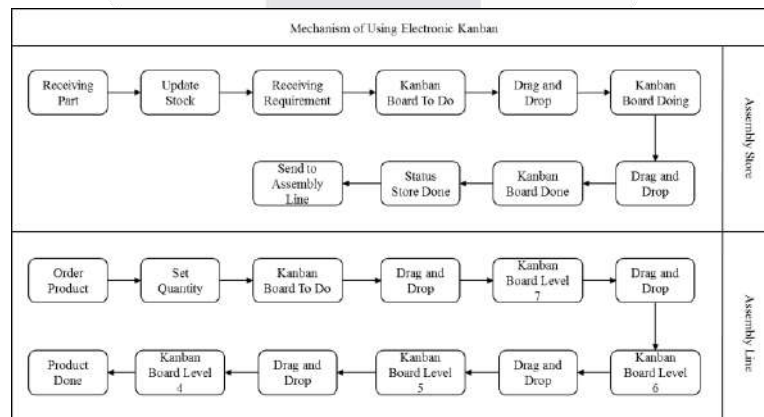 Mechanism of Using Electronic Kanban
Receiving
Part
Update
Stock
Receiving
Requirement
Kanban
Board To Do
Drag and
Drop
Kanban
Board Doing
Drag and
Drop
Kanban
Board Done
Status
Store Done
Send to
Assembly
Line
Assembly Store
Order
Product
Set
Quantity
Kanban
Board To Do
Drag and
Drop
Kanban
Board Level
7
Drag and
Drop
Kanban
Board Level
6
Drag and
Drop
Kanban
Board Level
5
Drag and
Drop
Kanban
Board Level
4
Product
Done
Assembly Line